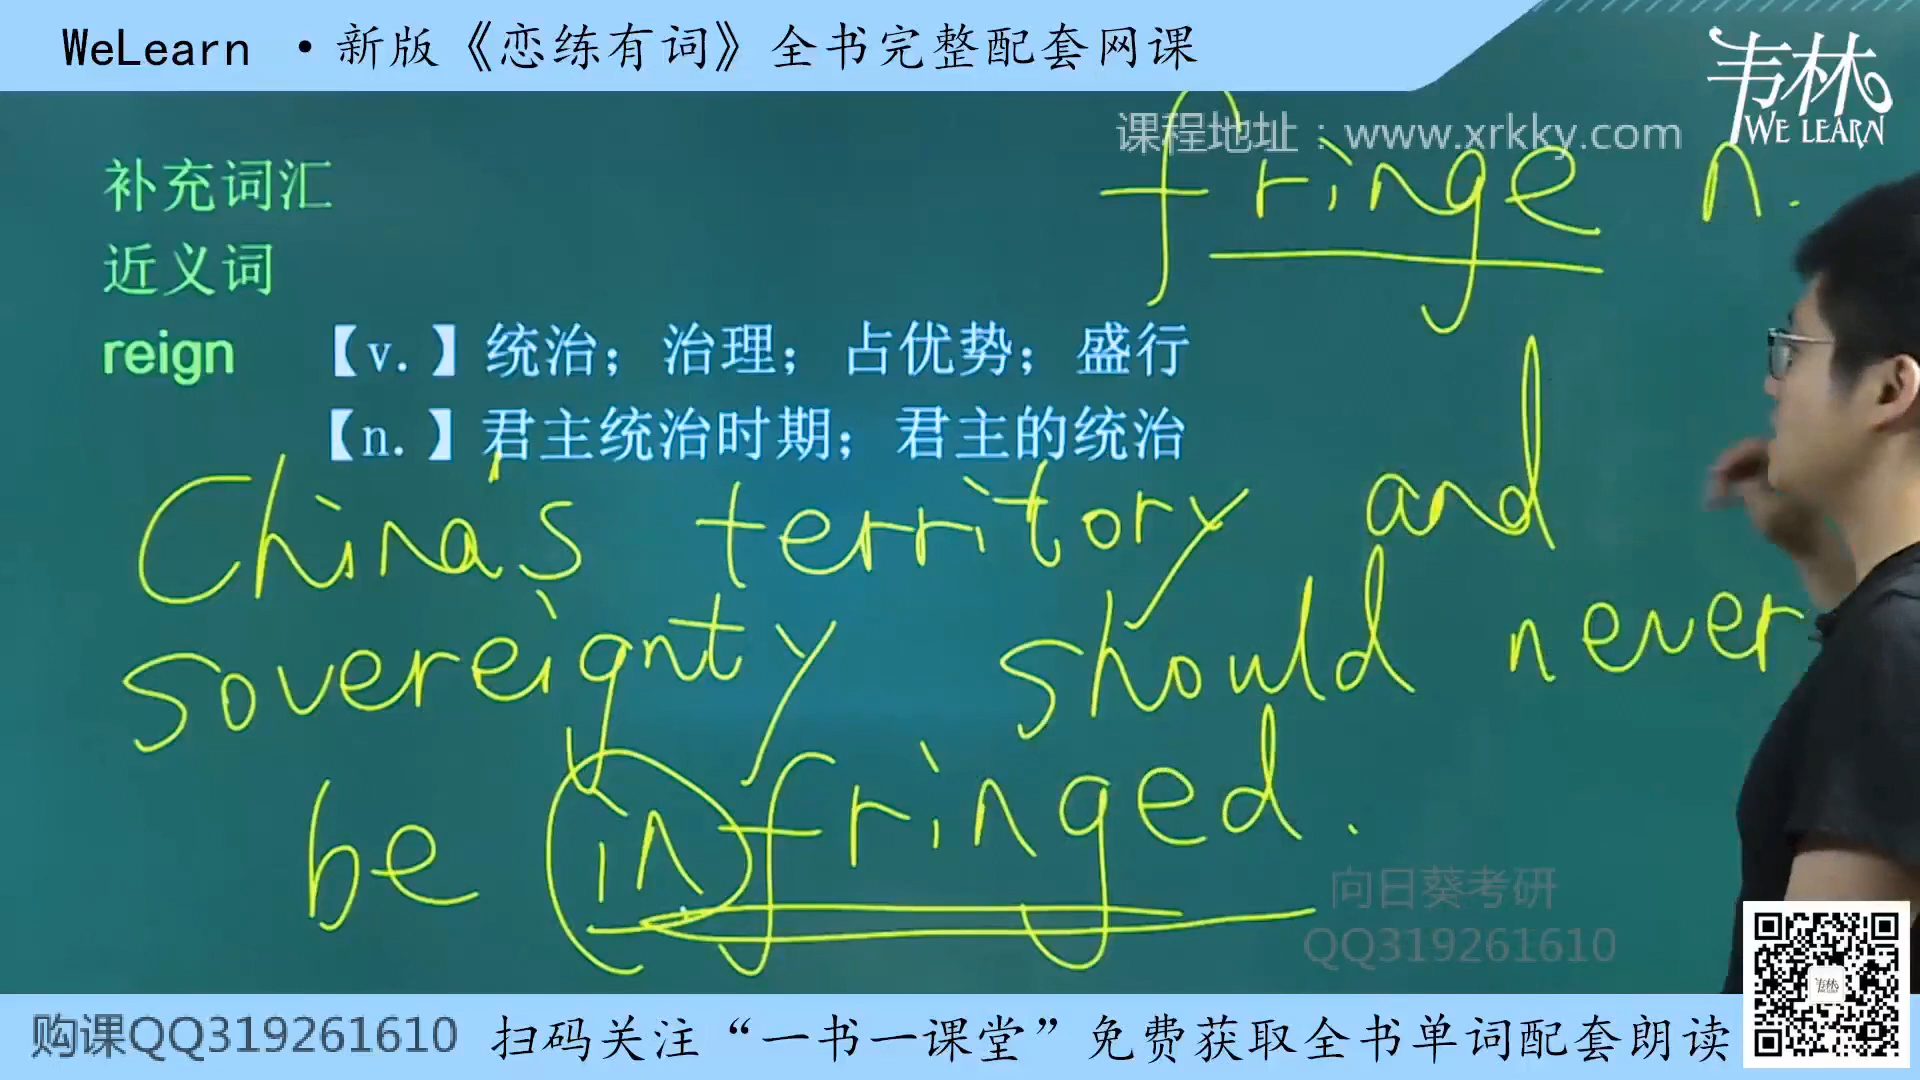 WeLearn · 新版《恋练有词》全书完整配套网课
韦林
WE LEARN
课程地址：www.xrkky.com
fringe n.
补充词汇
近义词
reign 【v.】统治；治理；占优势；盛行
【n.】君主统治时期；君主的统治
China's territory and
sovereignty should never
be infringed.
向日葵考研
QQ319261610
购课QQ319261610 扫码关注“一书一课堂”免费获取全书单词配套朗读
韦林